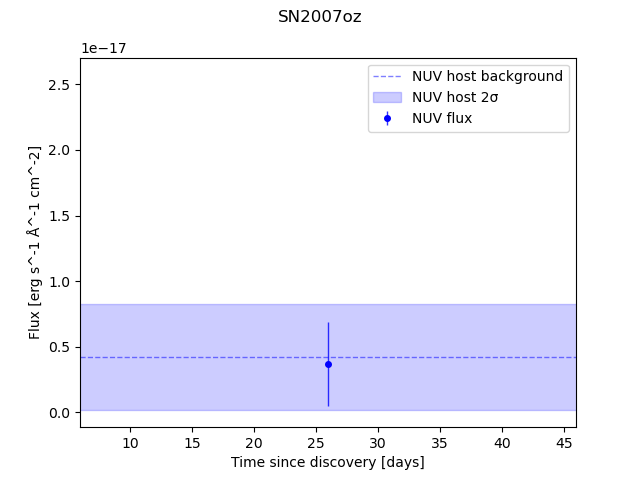 SN2007oz
1e−17
NUV host background
NUV host 2σ
NUV flux
2.5
2.0
1.5
1.0
0.5
0.0
Flux [erg s^-1 Å^-1 cm^-2]
10 15 20 25 30 35 40 45
Time since discovery [days]